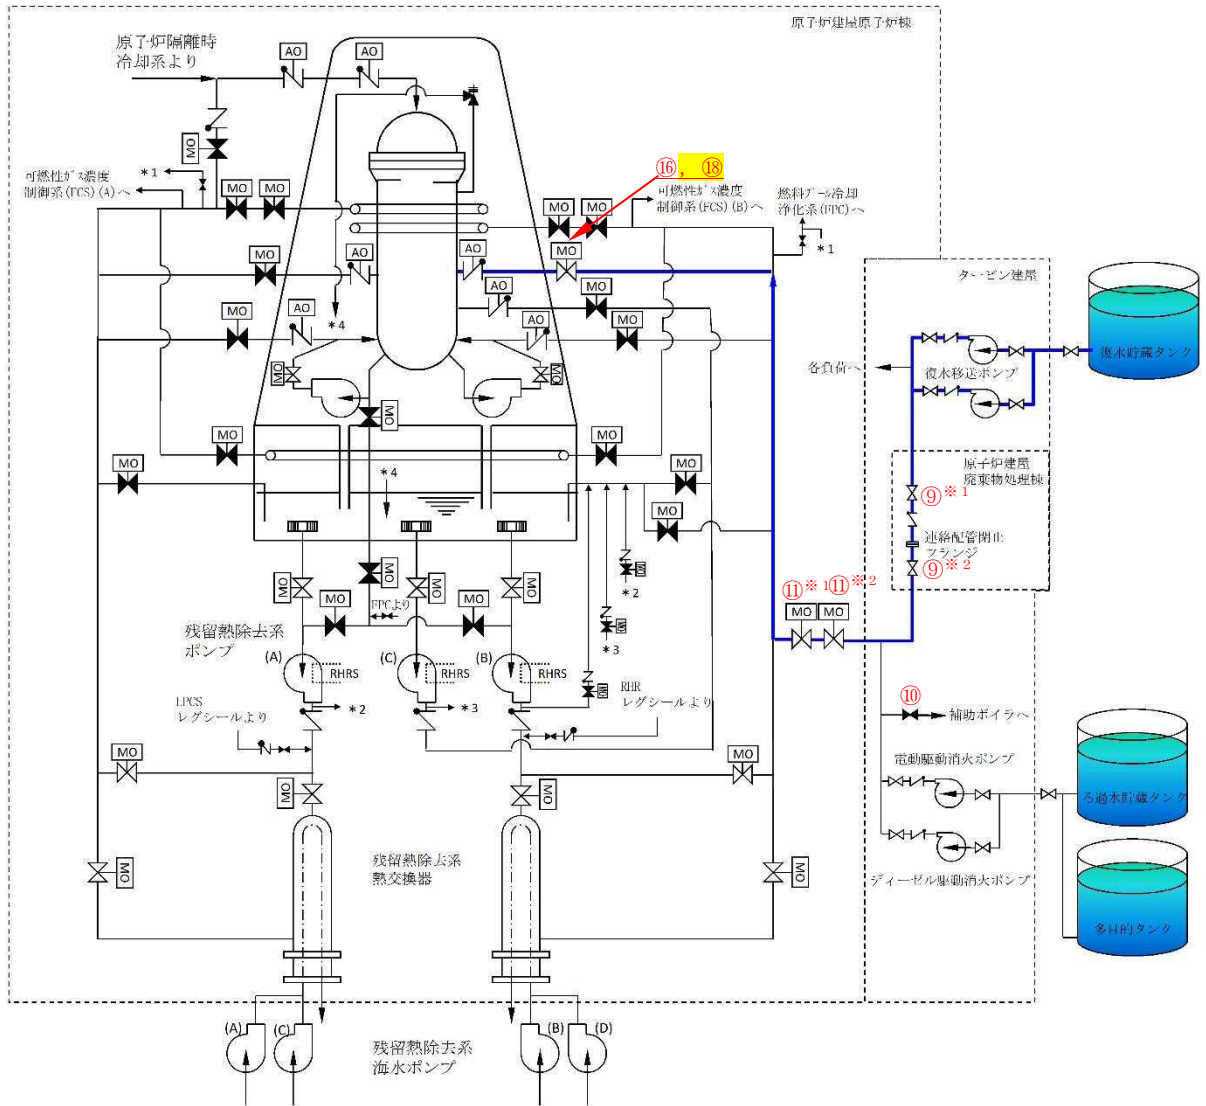 原子炉建屋原子炉棟
原子炉隔離時
冷却系より
AO
AO
MO
可燃性ｶﾞｽ濃度
制御系(FCS)(A)へ
＊1
MO
MO
⑯， ⑱
可燃性ｶﾞｽ濃度
制御系(FCS)(B)へ
燃料ﾌﾟｰﾙ冷却
浄化系(FPC)へ
＊1
MO
MO
MO
AO
AO
MO
MO
AO
MO
MO
AO
AO
MO
＊4
MO
MO
MO
タービン建屋
復水貯蔵タンク
各負荷へ
復水移送ポンプ
MO
MO
MO
＊4
MO
MO
原子炉建屋
廃棄物処理棟
⑨※1
連絡配管閉止
フランジ
⑨※2
MO
MO
MO
MO
＊2
MO
＊3
MO
⑪※1
⑪※2
MO
MO
FPCより
MO
MO
残留熱除去系
ポンプ
(A)
RHRS
(C)
RHRS
(B)
RHRS
MO
LPCS
レグシールより
＊2
＊3
RHR
レグシールより
⑩
補助ボイラへ
MO
MO
電動駆動消火ポンプ
ろ過水貯蔵タンク
MO
MO
残留熱除去系
熱交換器
MO
MO
ディーゼル駆動消火ポンプ
多目的タンク
(A)
(C)
(B)
(D)
残留熱除去系
海水ポンプ